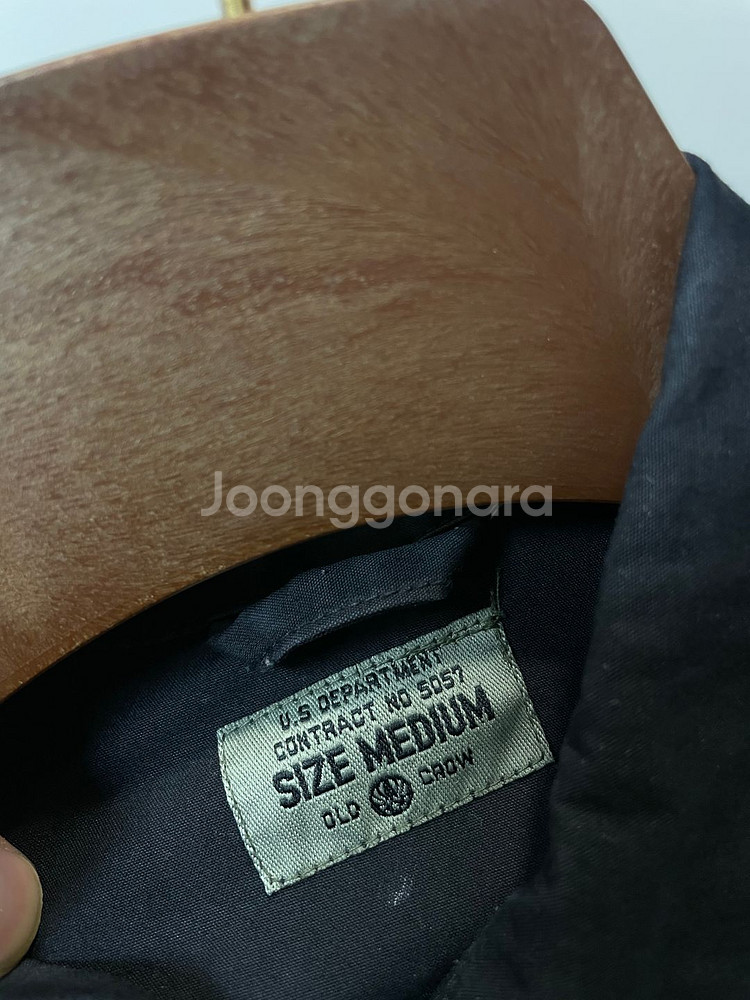 Joonggonara
U.S DEPARTMENT
CONTRACT NO 5057
SIZE MEDIUM
OLD CROW